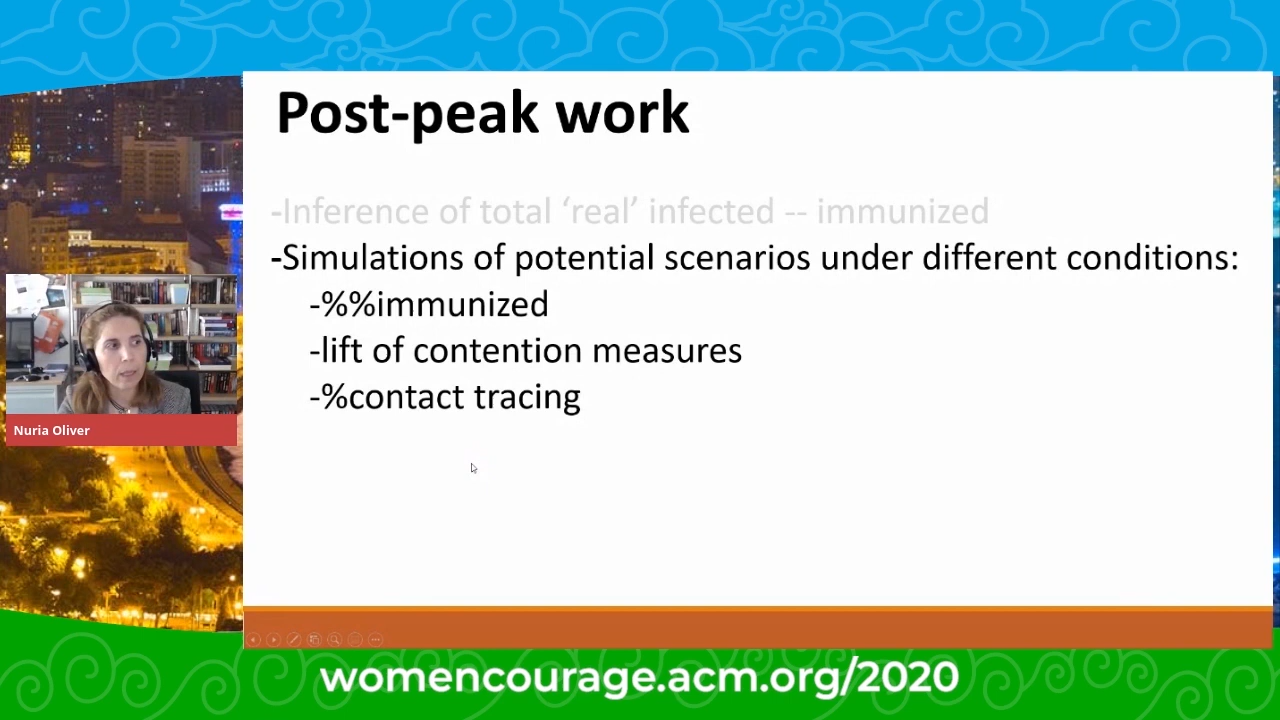 Post-peak work
-Inference of total ‘real’ infected -- immunized
-Simulations of potential scenarios under different conditions:
-%%immunized
-lift of contention measures
-%contact tracing
Nuria Oliver
womencourage.acm.org/2020